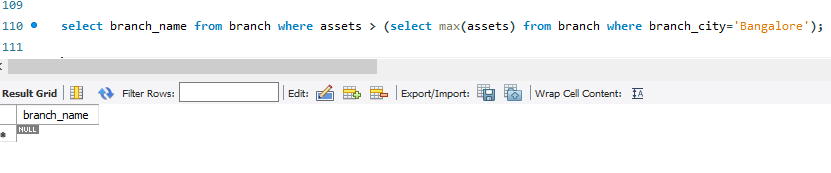 109
110 select branch_name from branch where assets > (select max(assets) from branch where branch_city='Bangalore');
111
Result Grid Filter Rows: Edit: Export/Import: Wrap Cell Content: IA
branch_name
* NULL